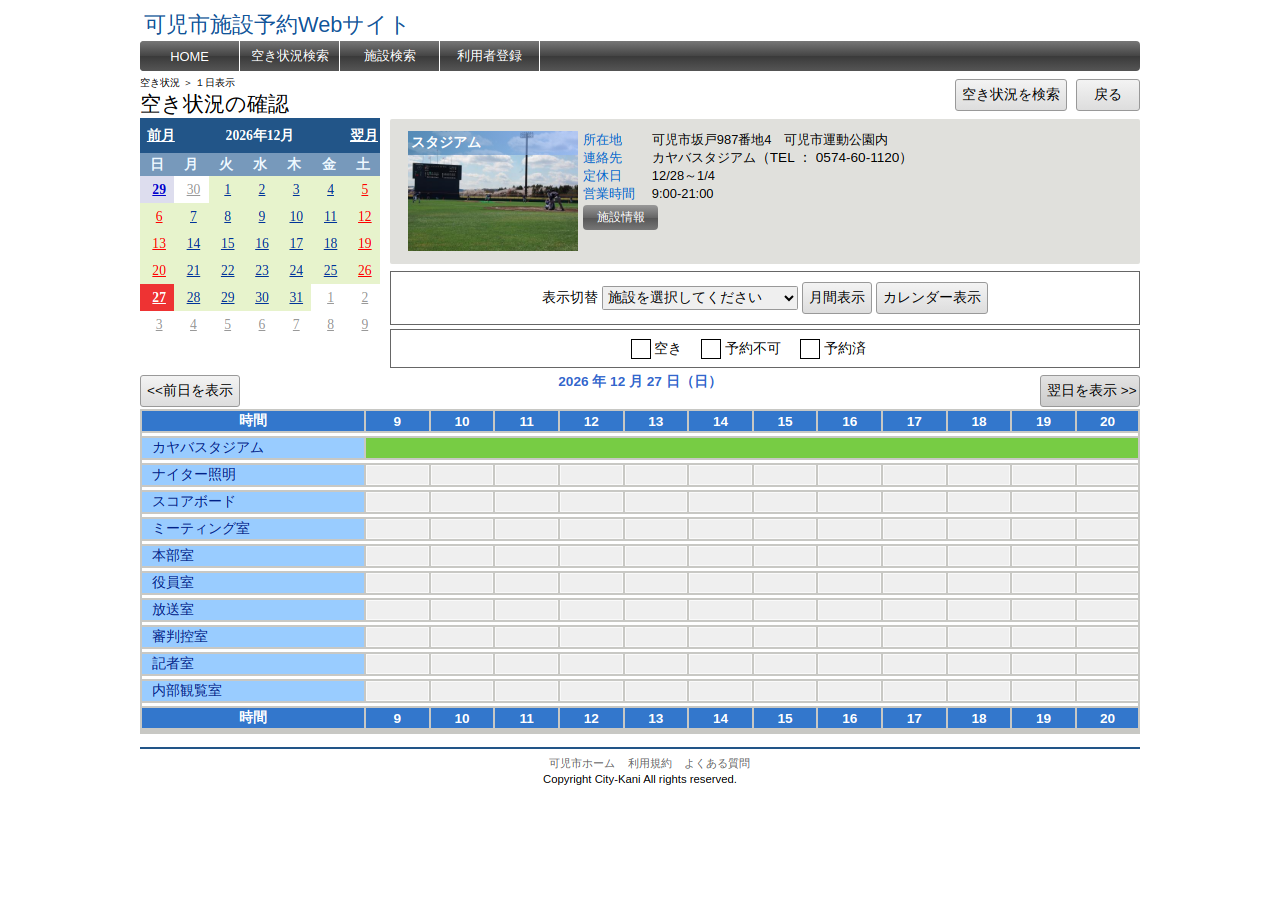 可児市施設予約Webサイト
HOME 空き状況検索 施設検索 利用者登録
空き状況 ＞ １日表示
空き状況の確認
空き状況を検索 戻る
前月 2026年12月 翌月
日 月 火 水 木 金 土
29 30 1 2 3 4 5
6 7 8 9 10 11 12
13 14 15 16 17 18 19
20 21 22 23 24 25 26
27 28 29 30 31 1 2
3 4 5 6 7 8 9
スタジアム
所在地 可児市坂戸987番地4　可児市運動公園内
連絡先 カヤバスタジアム（TEL ： 0574-60-1120）
定休日 12/28～1/4
営業時間 9:00-21:00
施設情報
表示切替 施設を選択してください 月間表示 カレンダー表示
空き 予約不可 予約済
<<前日を表示 2026 年 12 月 27 日（日） 翌日を表示 >>
時間 9 10 11 12 13 14 15 16 17 18 19 20
カヤバスタジアム
ナイター照明
スコアボード
ミーティング室
本部室
役員室
放送室
審判控室
記者室
内部観覧室
時間 9 10 11 12 13 14 15 16 17 18 19 20
可児市ホーム 利用規約 よくある質問
Copyright City-Kani All rights reserved.